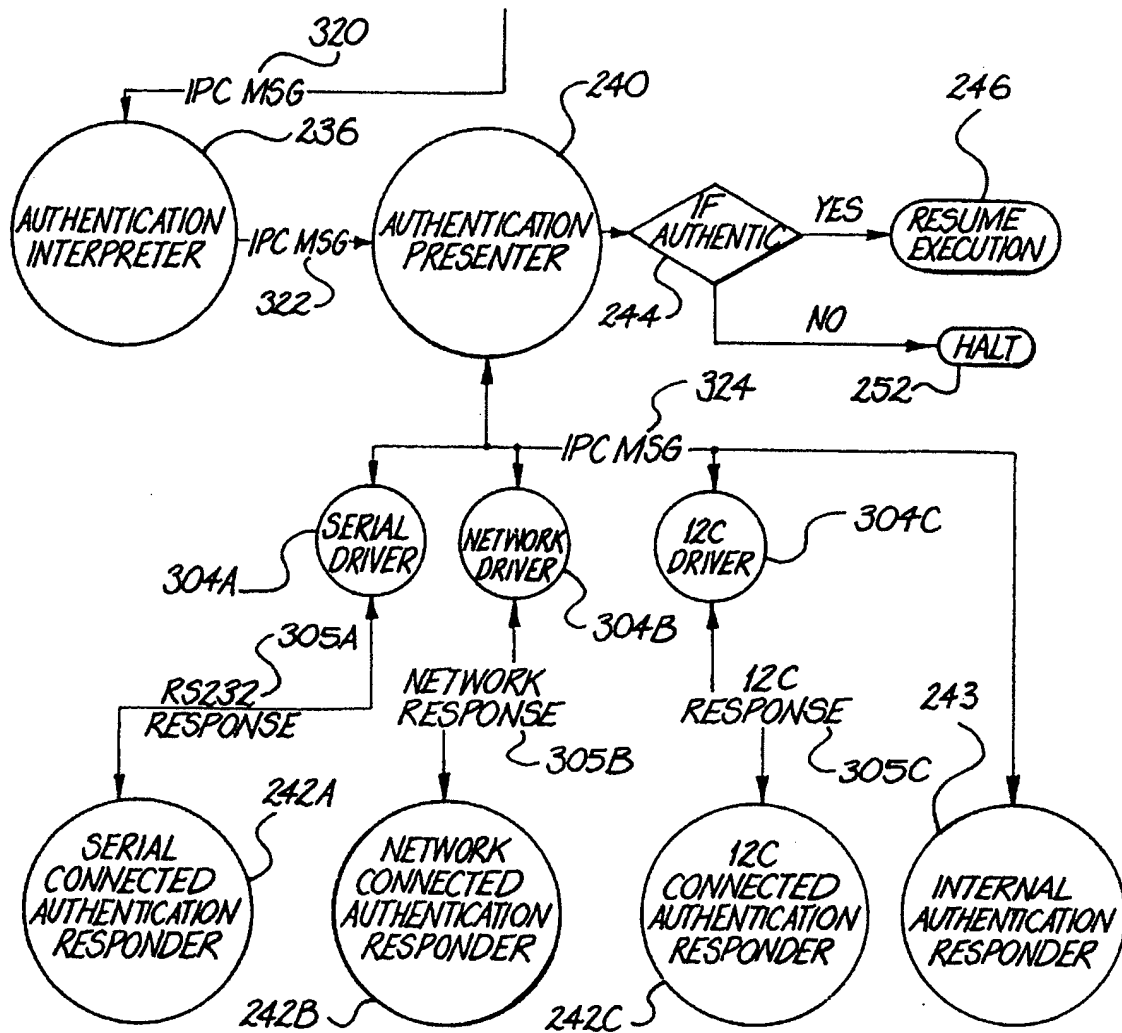 320
IPC MSG
240
246
236
AUTHENTICATION
INTERPRETER
IPC MSG
322
AUTHENTICATION
PRESENTER
IF
AUTHENTIC
244
YES
RESUME
EXECUTION
NO
HALT
252
324
IPC MSG
SERIAL
DRIVER
304A
NETWORK
DRIVER
304B
12C
DRIVER
304C
305A
RS232
RESPONSE
NETWORK
RESPONSE
305B
12C
RESPONSE
305C
243
242A
SERIAL
CONNECTED
AUTHENTICATION
RESPONDER
NETWORK
CONNECTED
AUTHENTICATION
RESPONDER
242B
12C
CONNECTED
AUTHENTICATION
RESPONDER
242C
INTERNAL
AUTHENTICATION
RESPONDER